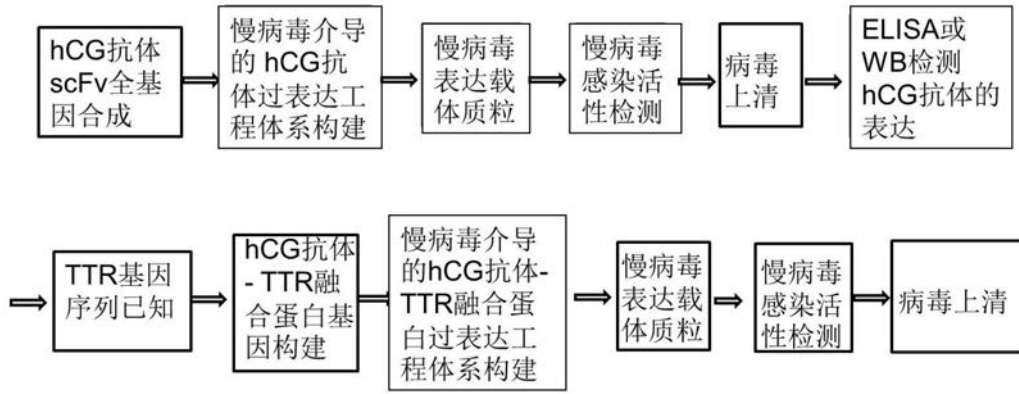 hCG抗体
scFv全基
因合成
慢病毒介导
的 hCG抗
体过表达工
程体系构建
慢病毒
表达载
体质粒
慢病毒
感染活
性检测
病毒
上清
ELISA或
WB检测
hCG抗体的
表达
TTR基因
序列已知
hCG抗体
- TTR融
合蛋白基
因构建
慢病毒介导
的hCG抗体-
TTR融合蛋
白过表达工
程体系构建
慢病毒
表达载
体质粒
慢病毒
感染活
性检测
病毒上清